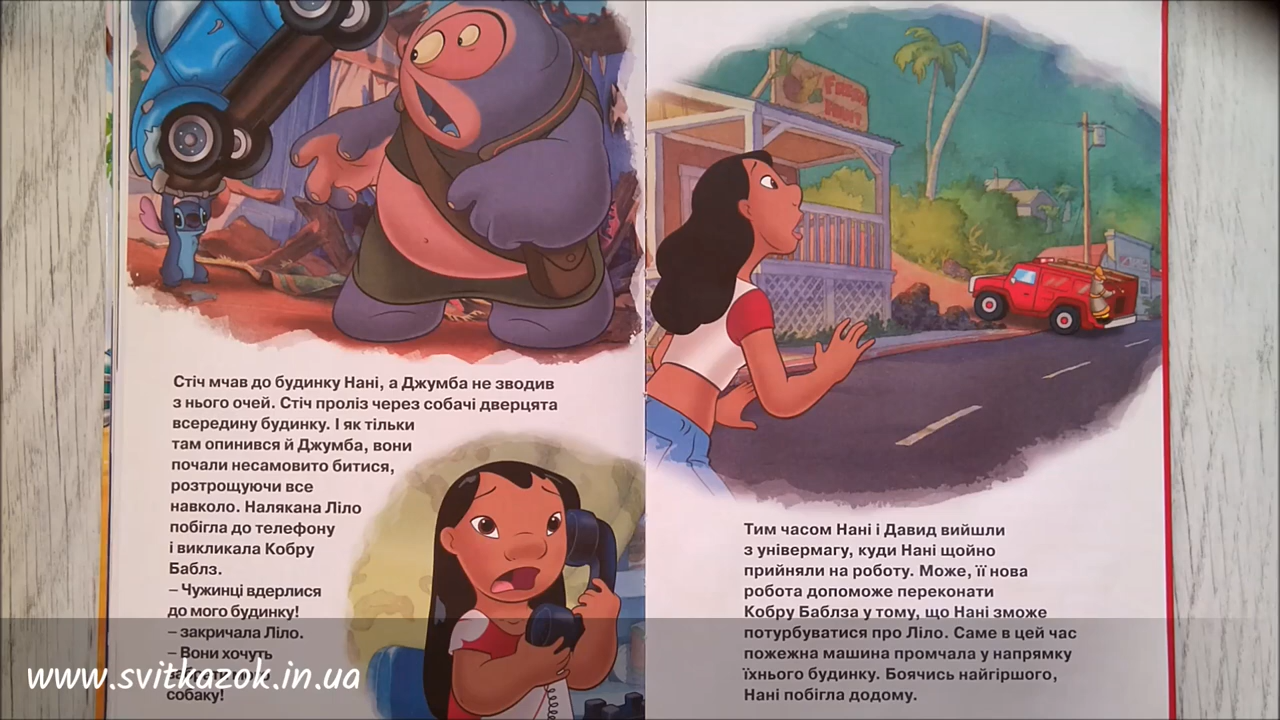 Стіч мчав до будинку Нані, а Джумба не зводив
з нього очей. Стіч проліз через собачі дверцята
всередину будинку. І як тільки
там опинився й Джумба, вони
почали несамовито битися,
розтрощуючи все
навколо. Налякана Ліло
побігла до телефону
і викликала Кобру
Баблз.
– Чужинці вдерлися
до мого будинку!
– закричала Ліло.
– Вони хочуть
собаку!
www.svitkazok.in.ua
Тим часом Нані і Давид вийшли
з універмагу, куди Нані щойно
прийняли на роботу. Може, її нова
робота допоможе переконати
Кобру Баблза у тому, що Нані зможе
потурбуватися про Ліло. Саме в цей час
пожежна машина промчала у напрямку
їхнього будинку. Боячись найгіршого,
Нані побігла додому.